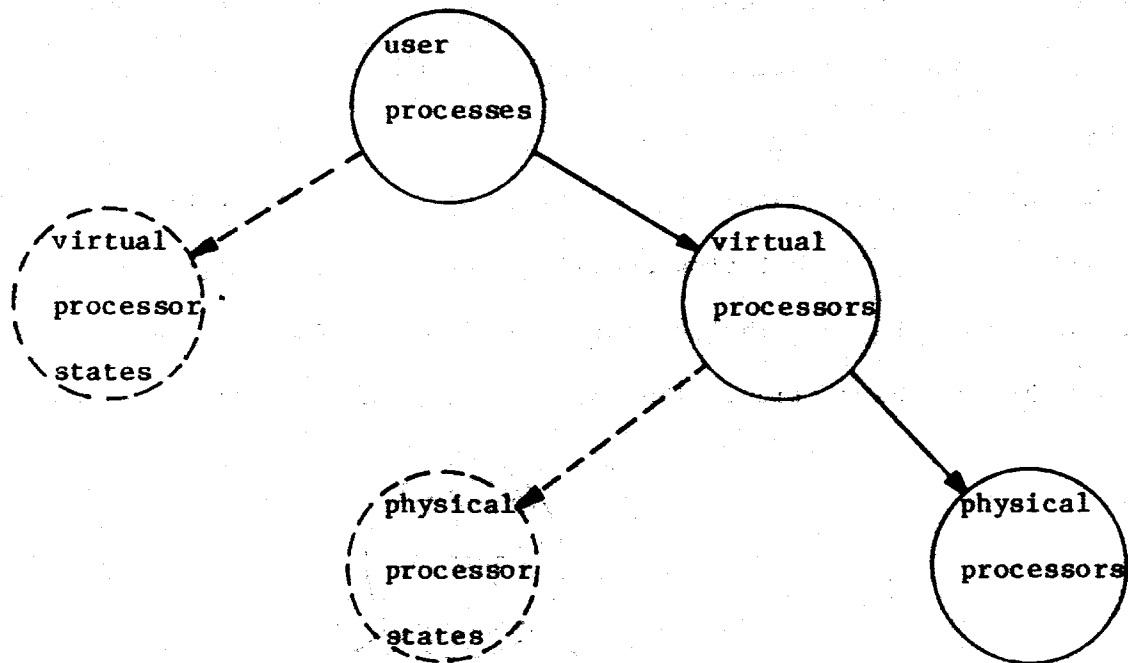 user
processes
virtual
processor
states
virtual
processors
physical
processor
states
physical
processors